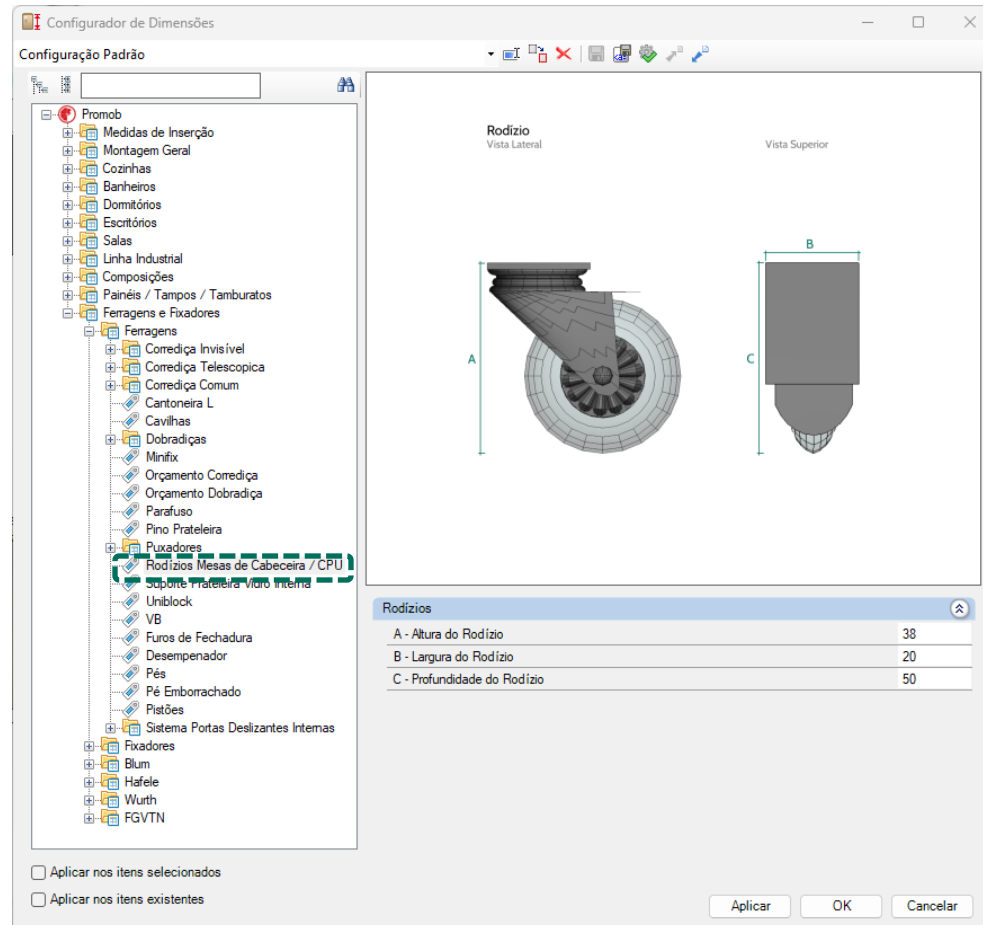 Configurador de Dimensões
Configuração Padrão
Promob
Medidas de Inserção
Montagem Geral
Cozinhas
Banheiros
Dormitórios
Escritórios
Salas
Linha Industrial
Composições
Painéis / Tampos / Tamburatos
Ferragens e Fixadores
Ferragens
Corrediça Invisível
Corrediça Telescopica
Corrediça Comum
Cantoneira L
Cavilhas
Dobradiças
Minifix
Orçamento Corrediça
Orçamento Dobradiça
Parafuso
Pino Prateleira
Puxadores
Rodízios Mesas de Cabeceira / CPU
Suporte Prateleira Vidro Interna
Uniblock
VB
Furos de Fechadura
Desempenador
Pés
Pé Emborrachado
Pistões
Sistema Portas Deslizantes Internas
Fixadores
Blum
Hafele
Wurth
FGVTN
Aplicar nos itens selecionados
Aplicar nos itens existentes
Rodízio
Vista Lateral
Vista Superior
A
B
C
Rodízios
A - Altura do Rodízio 38
B - Largura do Rodízio 20
C - Profundidade do Rodízio 50
Aplicar OK Cancelar